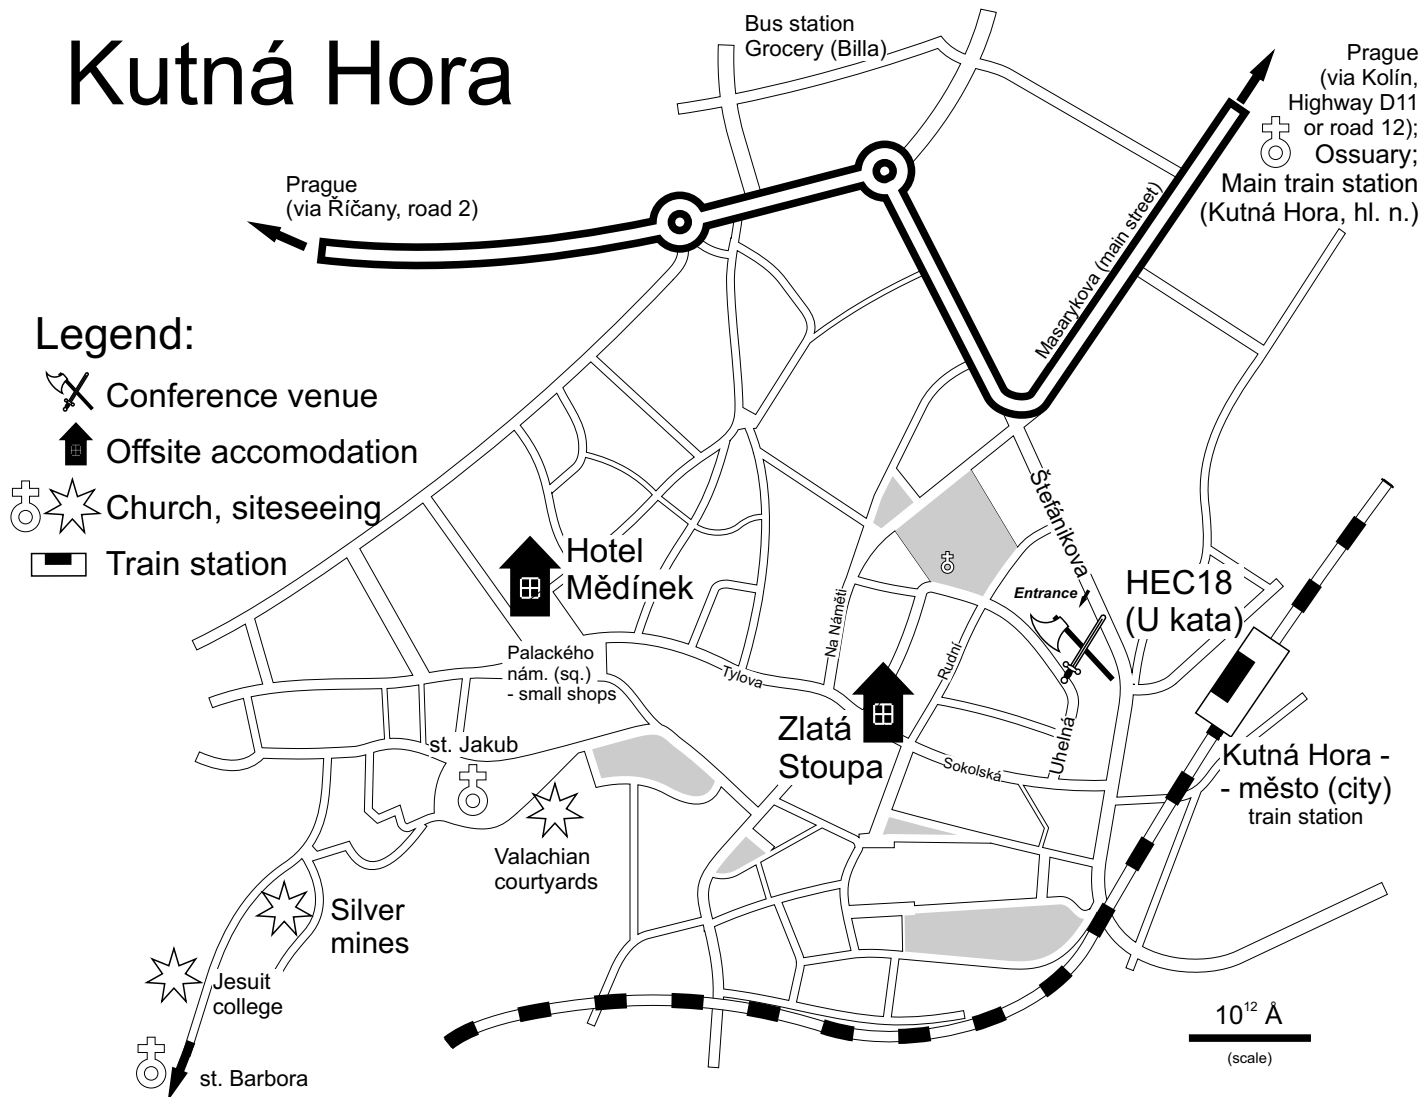 Kutná Hora
Bus station
Grocery (Billa)
Prague
(via Kolín,
Highway D11
or road 12);
Ossuary;
Main train station
(Kutná Hora, hl. n.)
Prague
(via Říčany, road 2)
Masarykova (main street)
Legend:
Conference venue
Offsite accomodation
Church, siteseeing
Train station
Štefánikova
Hotel
Mědínek
Entrance
HEC18
(U kata)
Na Náměti
Rudní
Palackého
nám. (sq.)
- small shops
Tylova
Zlatá
Stoupa
Uhelná
Sokolská
st. Jakub
Kutná Hora -
- město (city)
train station
Valachian
courtyards
Silver
mines
Jesuit
college
st. Barbora
10¹² Å
(scale)